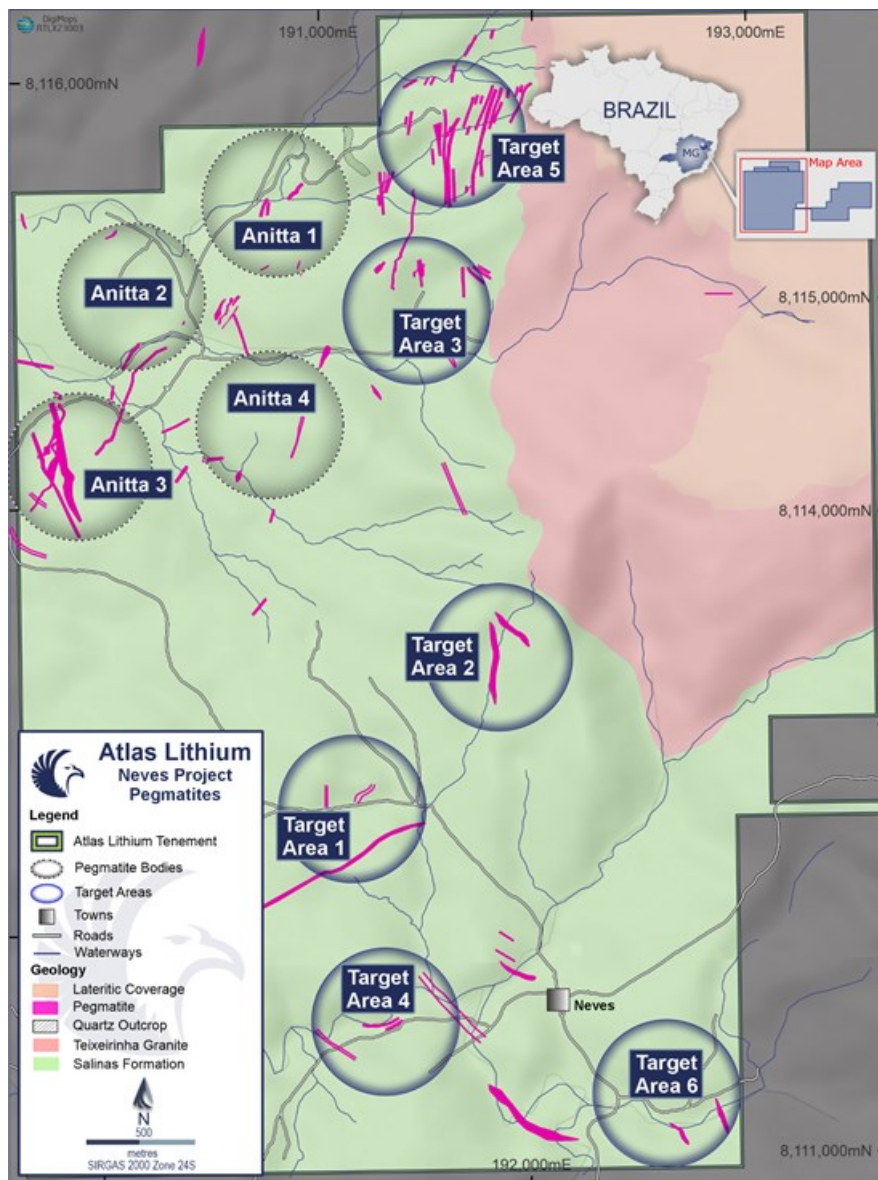 DigiMaps
RTLX23003
191,000mE
193,000mE
8,116,000mN
BRAZIL
MG
Map Area
Target
Area 5
Anitta 1
Anitta 2
8,115,000mN
Target
Area 3
Anitta 4
Anitta 3
8,114,000mN
Target
Area 2
Atlas Lithium
Neves Project
Pegmatites
Legend
Atlas Lithium Tenement
Pegmatite Bodies
Target Areas
Towns
Roads
Waterways
Geology
Lateritic Coverage
Pegmatite
Quartz Outcrop
Teixeirinha Granite
Salinas Formation
N
500
metres
SIRGAS 2000 Zone 24S
Target
Area 1
Target
Area 4
Neves
Target
Area 6
192,000mE
8,111,000mN